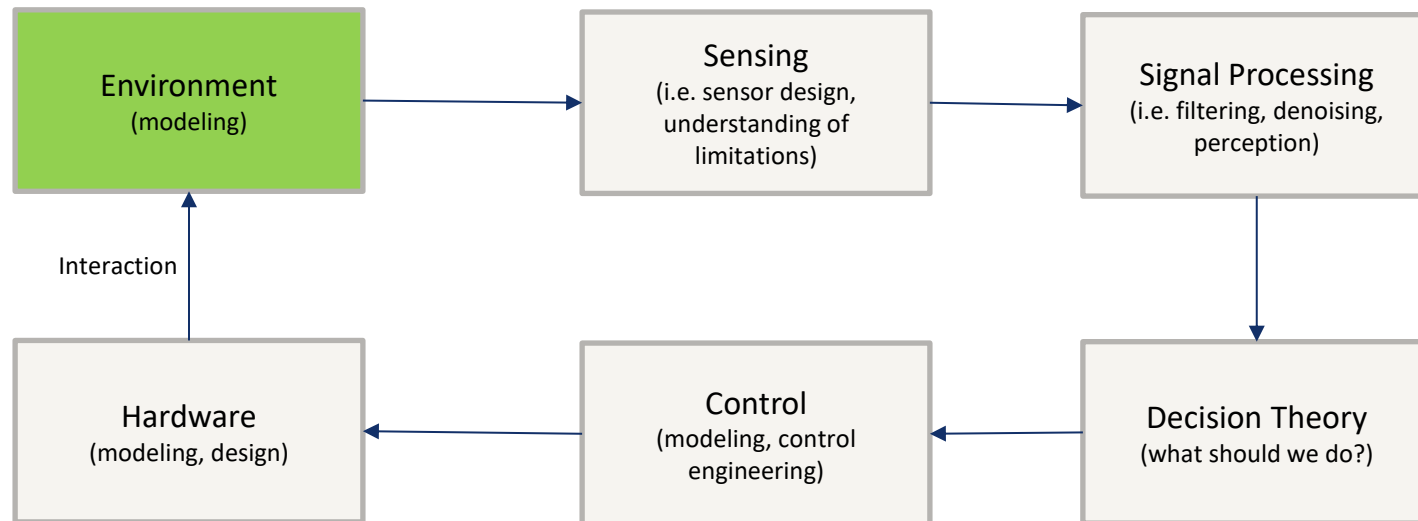 Environment
(modeling)
Sensing
(i.e. sensor design,
understanding of
limitations)
Signal Processing
(i.e. filtering, denoising,
perception)
Interaction
Hardware
(modeling, design)
Control
(modeling, control
engineering)
Decision Theory
(what should we do?)